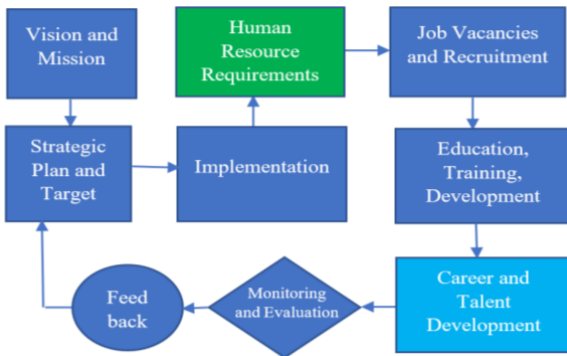 Vision and
Mission
Human
Resource
Requirements
Job Vacancies
and Recruitment
Strategic
Plan and
Target
Implementation
Education,
Training,
Development
Career and
Talent
Development
Monitoring
and Evaluation
Feed
back